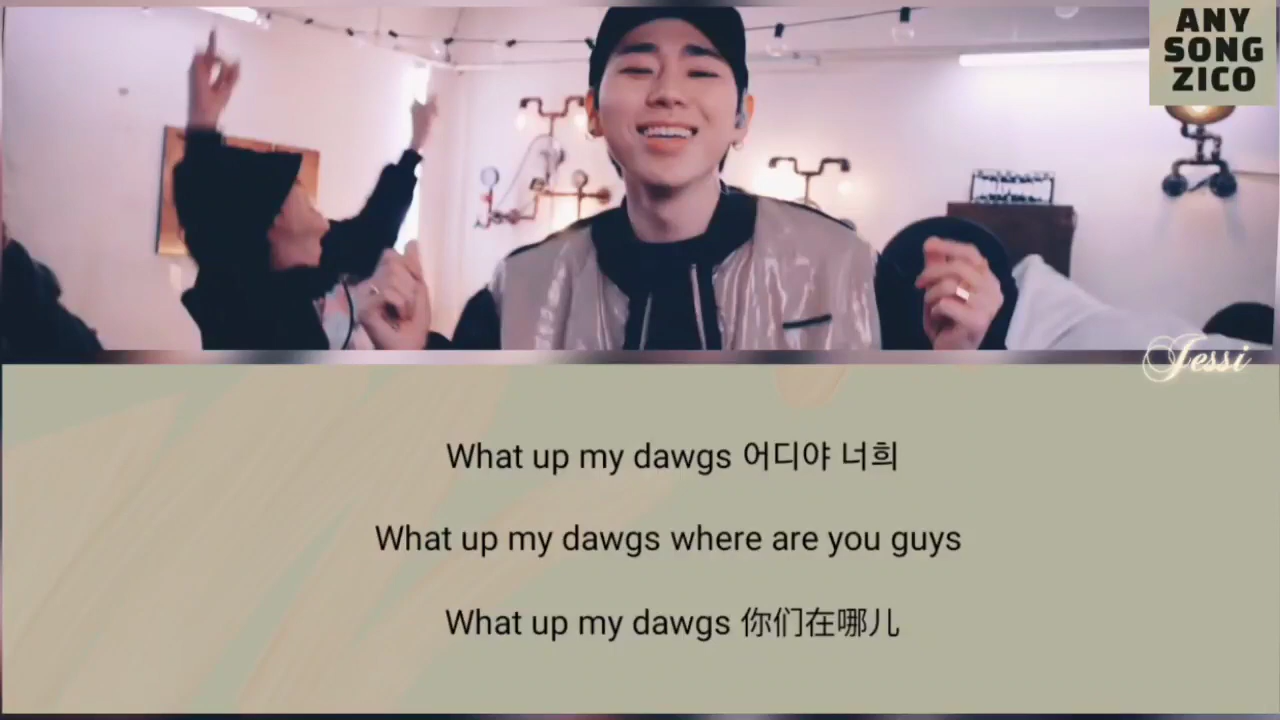 ANY
SONG
ZICO
Jessi
What up my dawgs 어디야 너희
What up my dawgs where are you guys
What up my dawgs 你们在哪儿